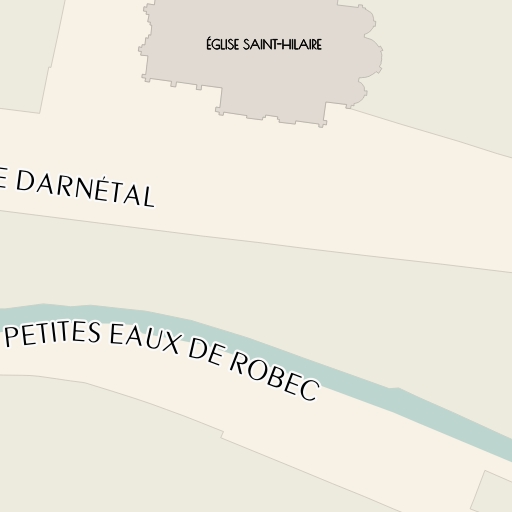 ÉGLISE SAINT-HILAIRE
E DARNÉTAL
PETITES EAUX DE ROBEC